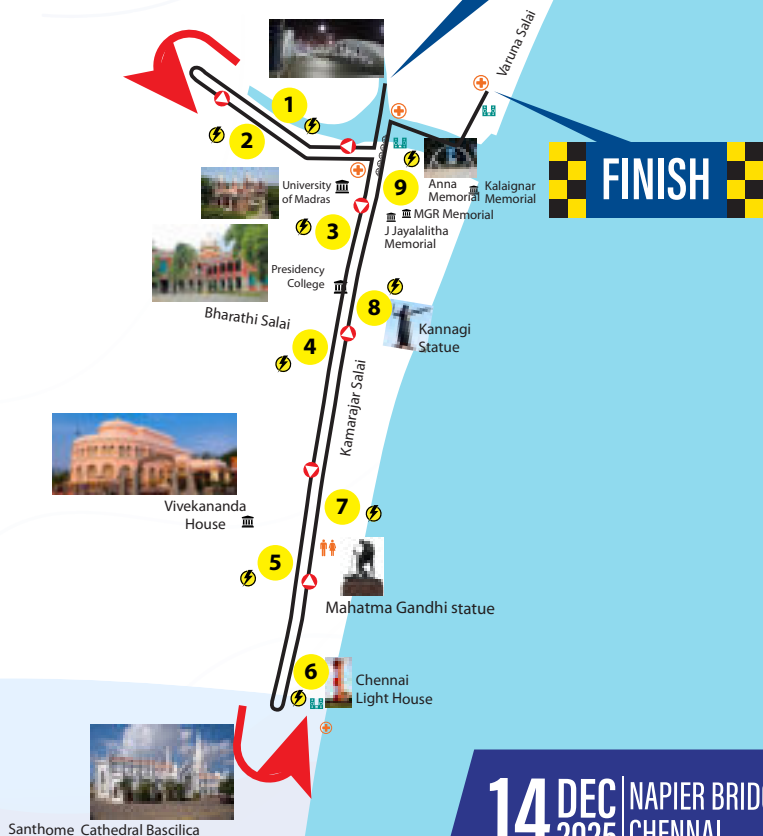 Varuna Salai
1
2
FINISH
University
of Madras
9
Anna
Memorial
Kalaignar
Memorial
MGR Memorial
J Jayalalitha
Memorial
3
Presidency
College
8
Bharathi Salai
Kannagi
Statue
4
Kamarajar Salai
Vivekananda
House
7
5
Mahatma Gandhi statue
6
Chennai
Light House
Santhome Cathedral Bascilica
14 DEC
2025
NAPIER
CHENNAI